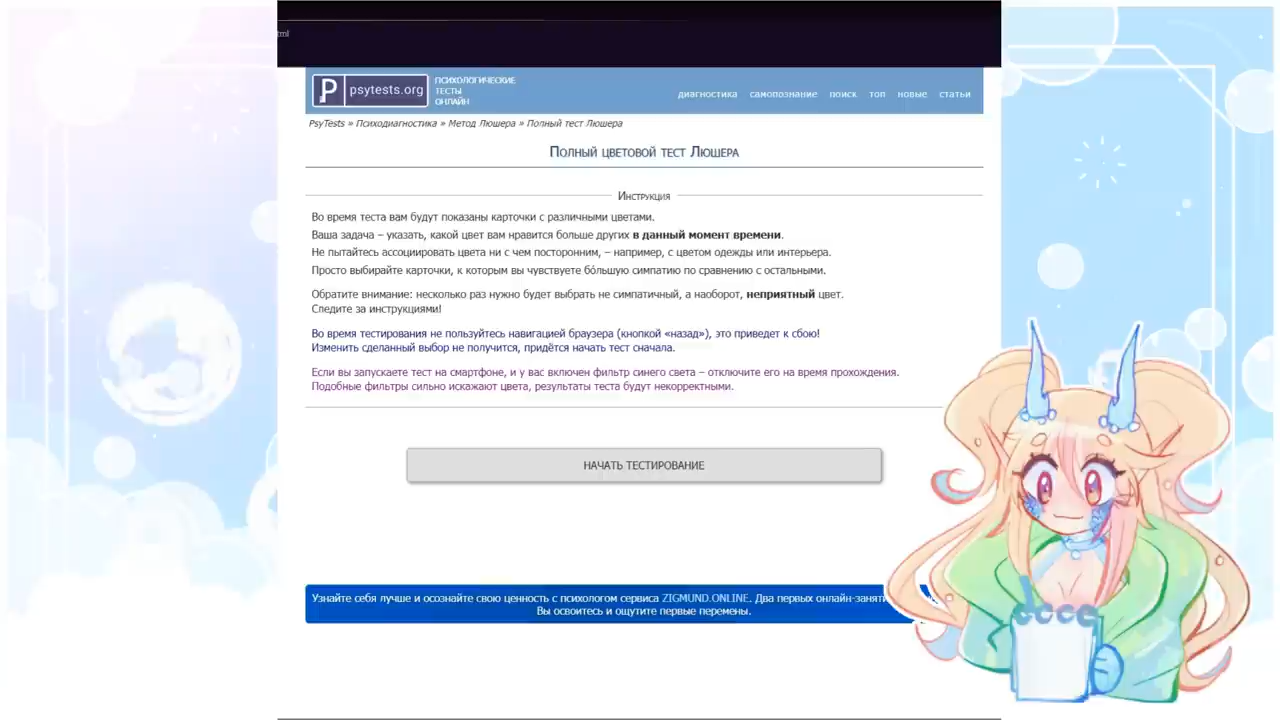 tml
P psytests.org
ПСИХОЛОГИЧЕСКИЕ
ТЕСТЫ
ОНЛАЙН
диагностика самопознание поиск топ новые статьи
PsyTests » Психодиагностика » Метод Люшера » Полный тест Люшера
Полный цветовой тест Люшера
Инструкция
Во время теста вам будут показаны карточки с различными цветами.
Ваша задача – указать, какой цвет вам нравится больше других в данный момент времени.
Не пытайтесь ассоциировать цвета ни с чем посторонним, – например, с цветом одежды или интерьера.
Просто выбирайте карточки, к которым вы чувствуете бо́льшую симпатию по сравнению с остальными.
Обратите внимание: несколько раз нужно будет выбрать не симпатичный, а наоборот, неприятный цвет.
Следите за инструкциями!
Во время тестирования не пользуйтесь навигацией браузера (кнопкой «назад»), это приведет к сбою!
Изменить сделанный выбор не получится, придётся начать тест сначала.
Если вы запускаете тест на смартфоне, и у вас включен фильтр синего света – отключите его на время прохождения.
Подобные фильтры сильно искажают цвета, результаты теста будут некорректными.
НАЧАТЬ ТЕСТИРОВАНИЕ
Узнайте себя лучше и осознайте свою ценность с психологом сервиса ZIGMUND.ONLINE. Два первых онлайн-заняти
Вы освоитесь и ощутите первые перемены.